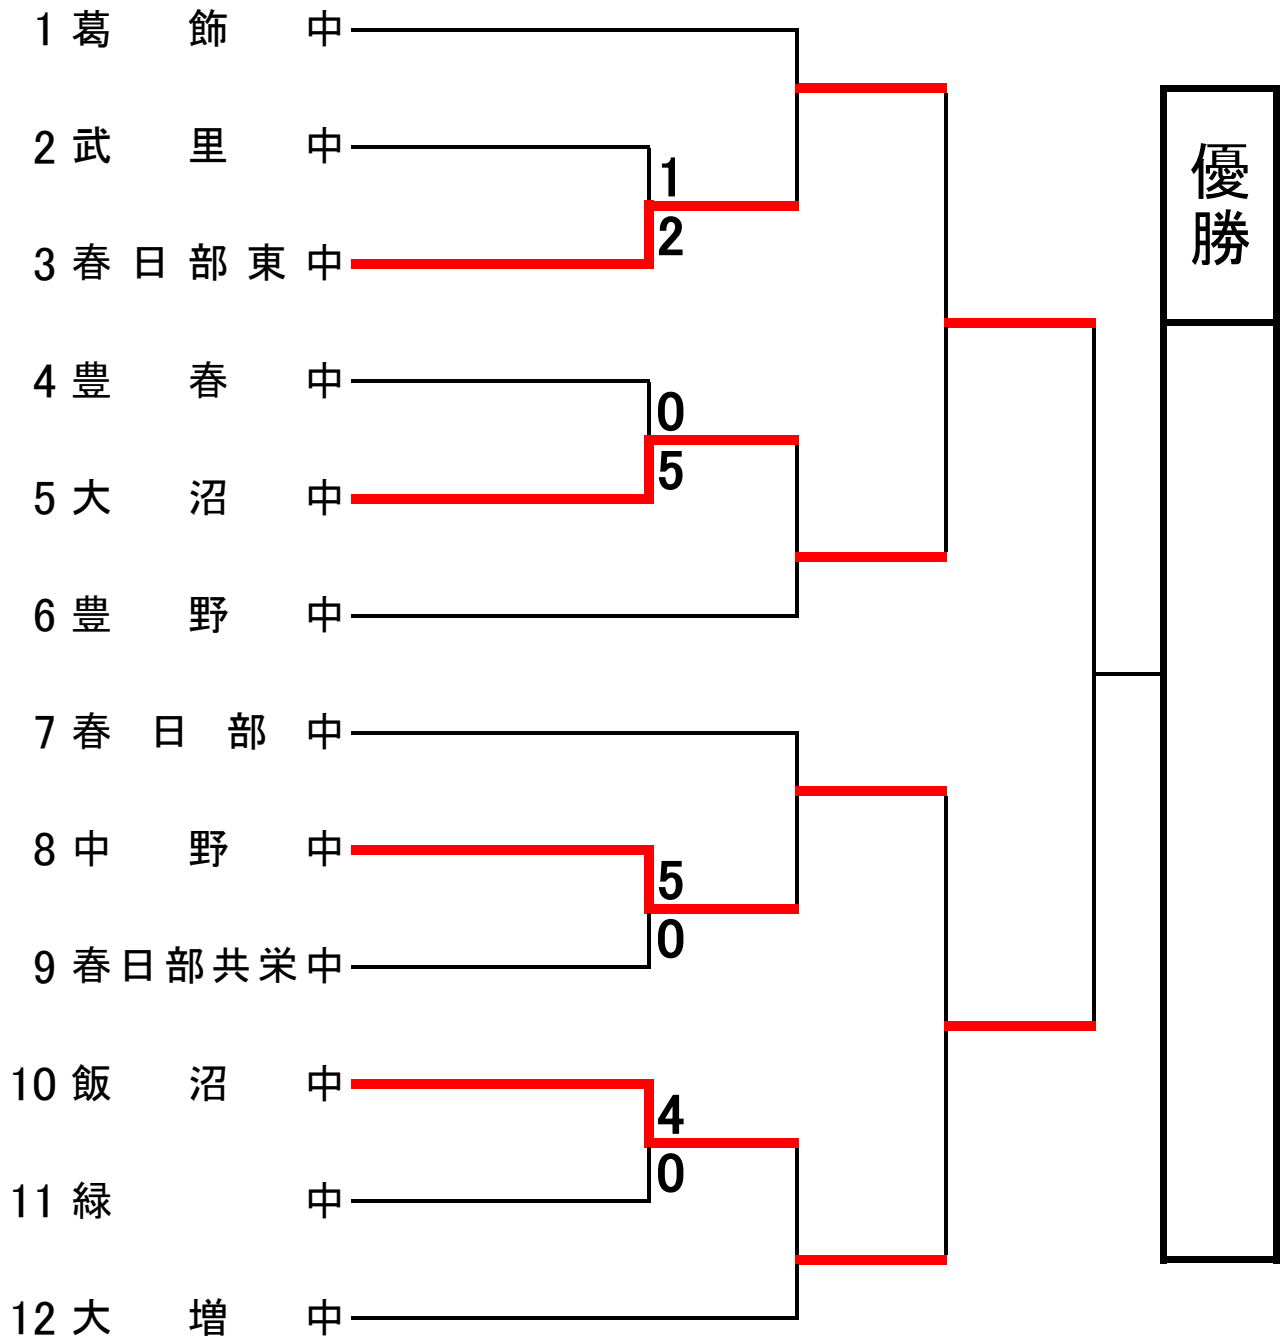 1 葛飾中
2 武里中
1
2
3 春日部東中
4 豊春中
0
5
5 大沼中
6 豊野中
7 春日部中
8 中野中
5
0
9 春日部共栄中
10 飯沼中
4
0
11 緑中
12 大増中
優勝